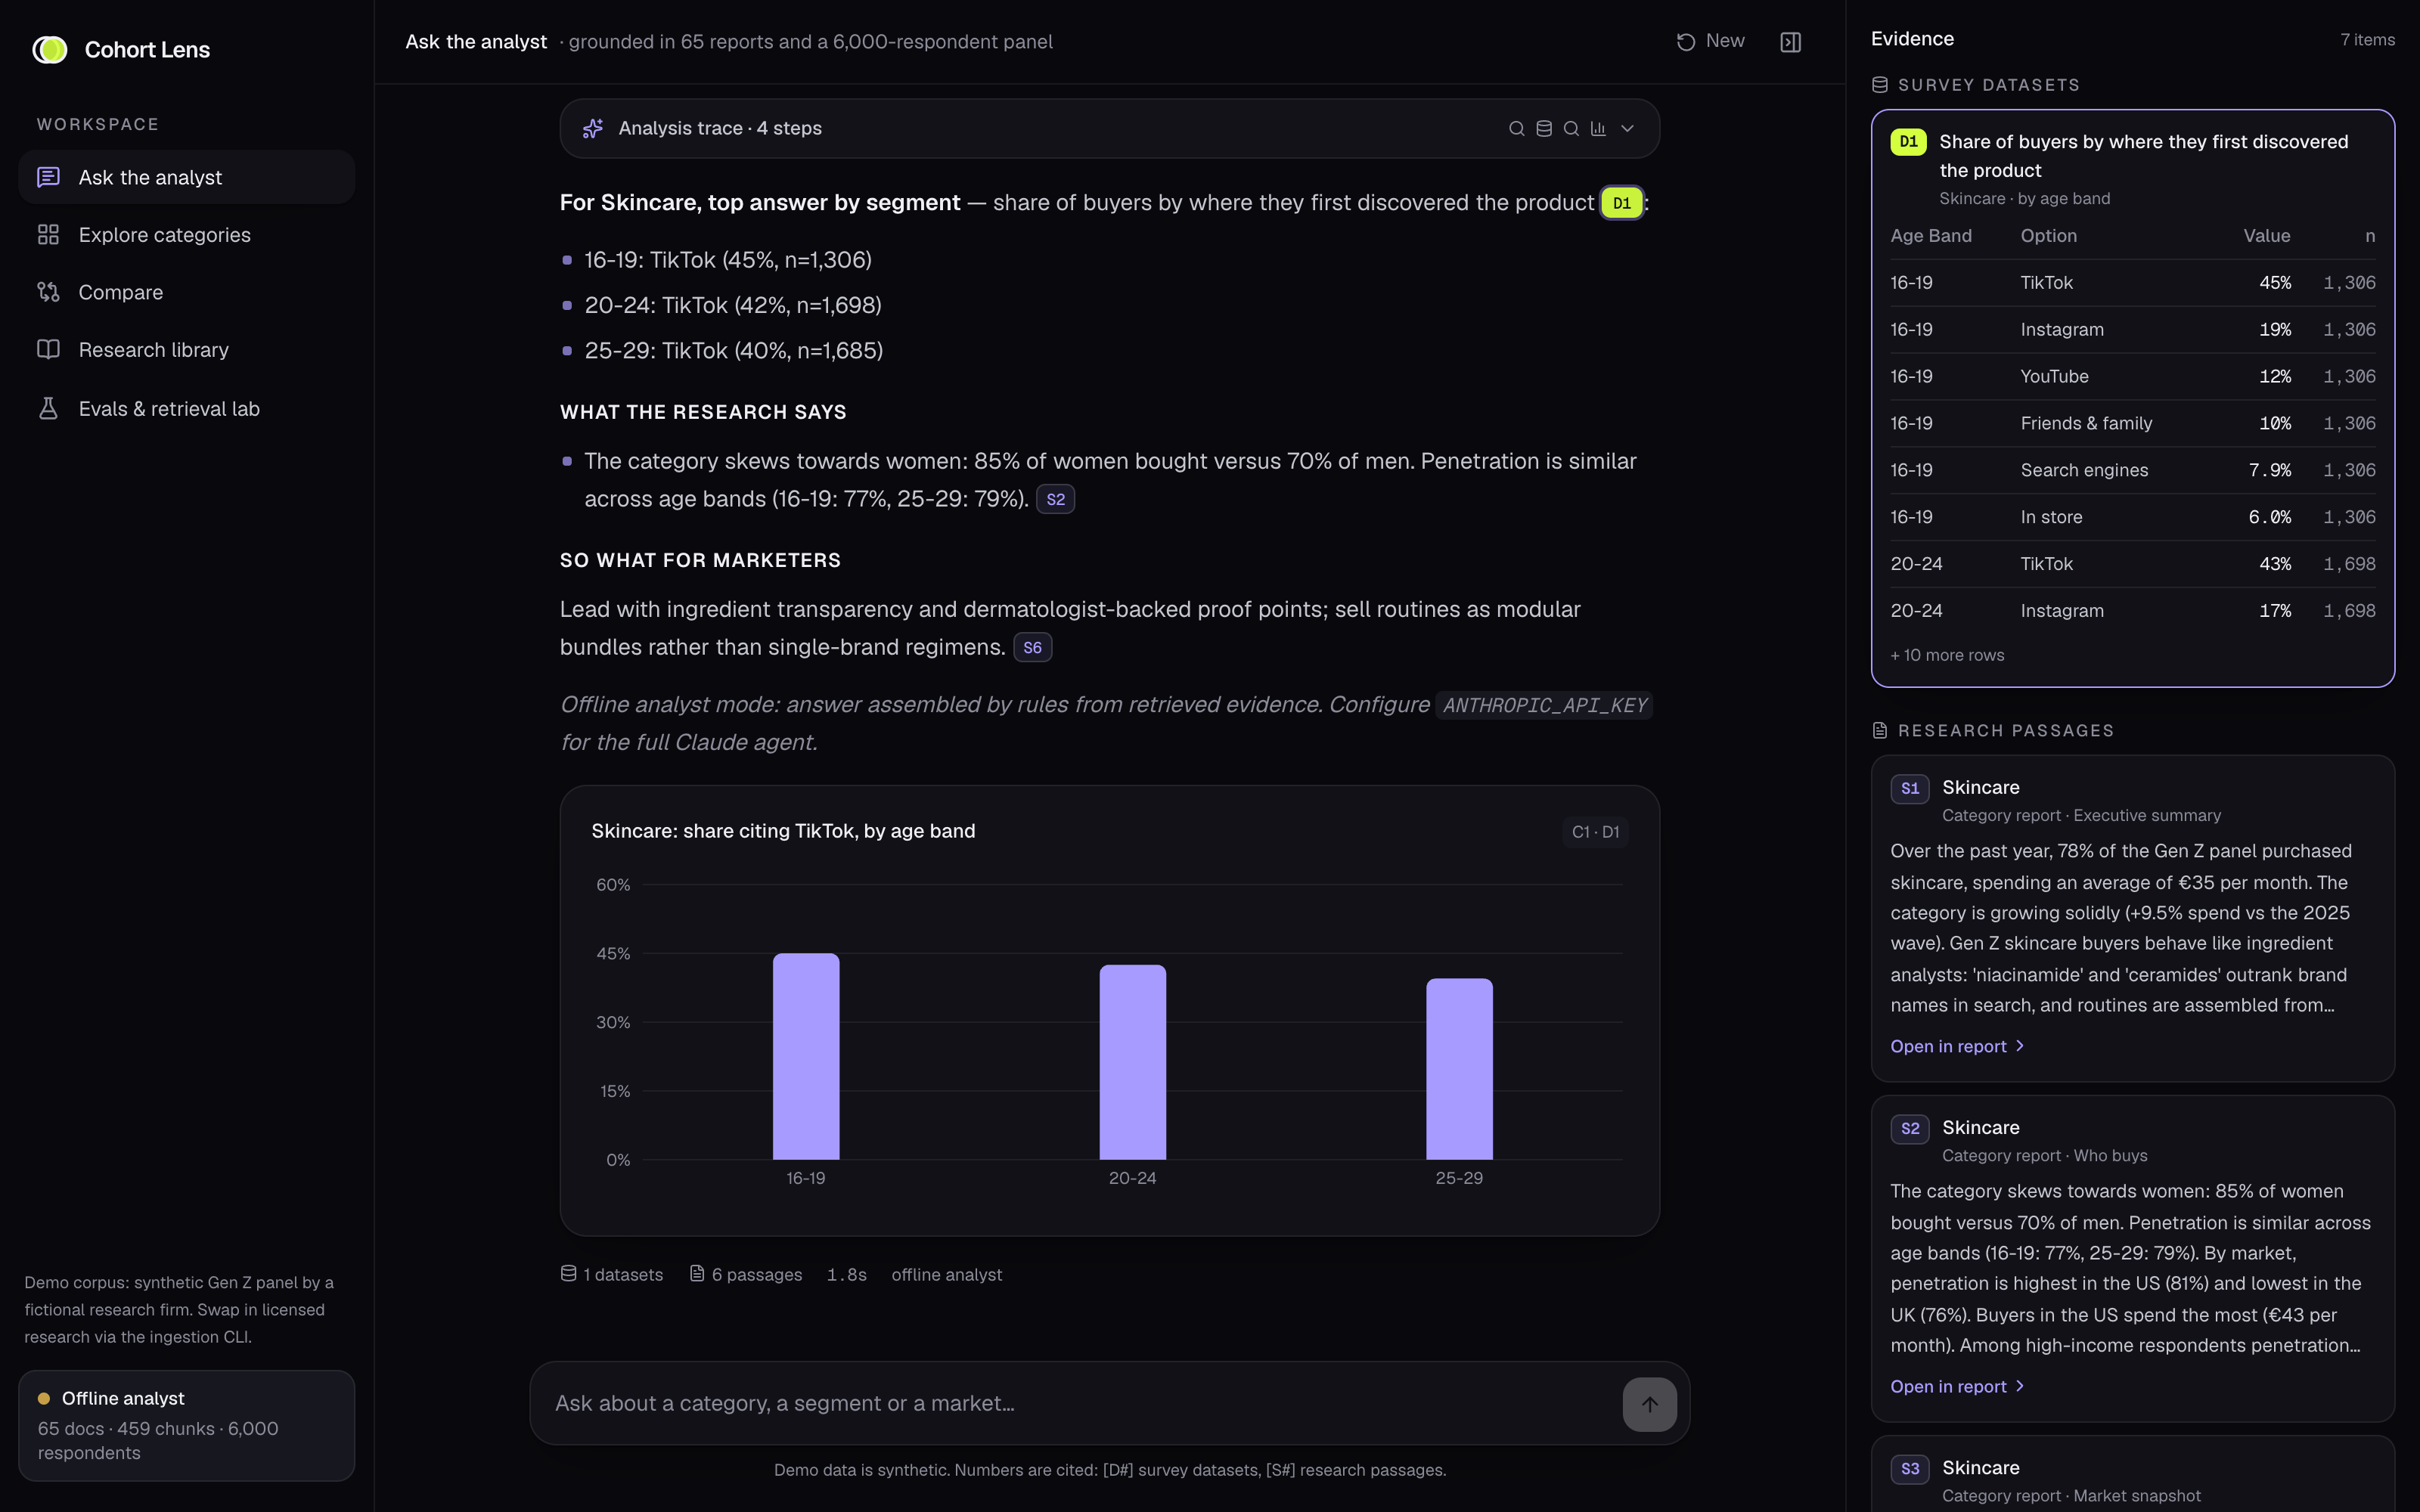 Cohort Lens
WORKSPACE
Ask the analyst
Explore categories
Compare
Research library
Evals & retrieval lab
Demo corpus: synthetic Gen Z panel by a
fictional research firm. Swap in licensed
research via the ingestion CLI.
Offline analyst
65 docs · 459 chunks · 6,000
respondents
Ask the analyst · grounded in 65 reports and a 6,000-respondent panel
New
Analysis trace · 4 steps
For Skincare, top answer by segment — share of buyers by where they first discovered the product D1:
16-19: TikTok (45%, n=1,306)
20-24: TikTok (42%, n=1,698)
25-29: TikTok (40%, n=1,685)
WHAT THE RESEARCH SAYS
The category skews towards women: 85% of women bought versus 70% of men. Penetration is similar
across age bands (16-19: 77%, 25-29: 79%). S2
SO WHAT FOR MARKETERS
Lead with ingredient transparency and dermatologist-backed proof points; sell routines as modular
bundles rather than single-brand regimens. S6
Offline analyst mode: answer assembled by rules from retrieved evidence. Configure ANTHROPIC_API_KEY
for the full Claude agent.
Skincare: share citing TikTok, by age band
C1 · D1
60%
45%
30%
15%
0%
16-19
20-24
25-29
1 datasets 6 passages 1.8s offline analyst
Ask about a category, a segment or a market…
Demo data is synthetic. Numbers are cited: [D#] survey datasets, [S#] research passages.
Evidence
7 items
SURVEY DATASETS
D1 Share of buyers by where they first discovered
the product
Skincare · by age band
Age Band Option Value n
16-19 TikTok 45% 1,306
16-19 Instagram 19% 1,306
16-19 YouTube 12% 1,306
16-19 Friends & family 10% 1,306
16-19 Search engines 7.9% 1,306
16-19 In store 6.0% 1,306
20-24 TikTok 43% 1,698
20-24 Instagram 17% 1,698
+ 10 more rows
RESEARCH PASSAGES
S1 Skincare
Category report · Executive summary
Over the past year, 78% of the Gen Z panel purchased
skincare, spending an average of €35 per month. The
category is growing solidly (+9.5% spend vs the 2025
wave). Gen Z skincare buyers behave like ingredient
analysts: 'niacinamide' and 'ceramides' outrank brand
names in search, and routines are assembled from…
Open in report
S2 Skincare
Category report · Who buys
The category skews towards women: 85% of women
bought versus 70% of men. Penetration is similar across
age bands (16-19: 77%, 25-29: 79%). By market,
penetration is highest in the US (81%) and lowest in the
UK (76%). Buyers in the US spend the most (€43 per
month). Among high-income respondents penetration…
Open in report
S3 Skincare
Category report · Market snapshot